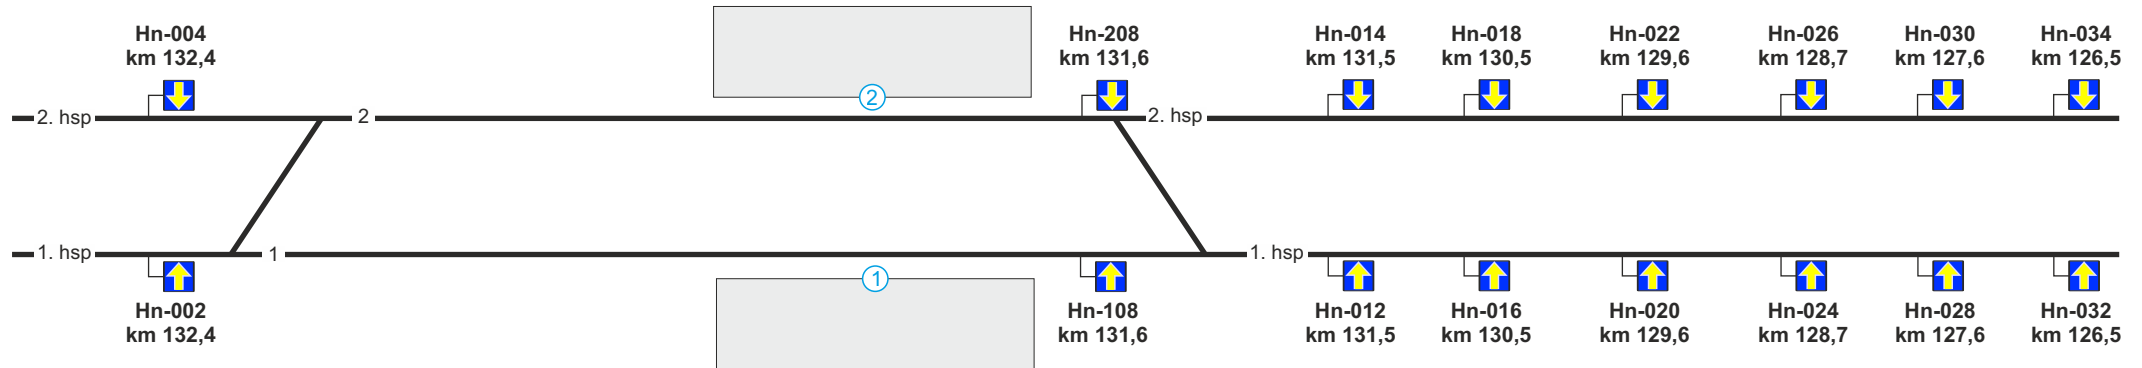 Hn-004
km 132,4
Hn-208
km 131,6
Hn-014
km 131,5
Hn-018
km 130,5
Hn-022
km 129,6
Hn-026
km 128,7
Hn-030
km 127,6
Hn-034
km 126,5
2
2. hsp
2
2. hsp
1. hsp
1
1. hsp
1
Hn-002
km 132,4
Hn-108
km 131,6
Hn-012
km 131,5
Hn-016
km 130,5
Hn-020
km 129,6
Hn-024
km 128,7
Hn-028
km 127,6
Hn-032
km 126,5